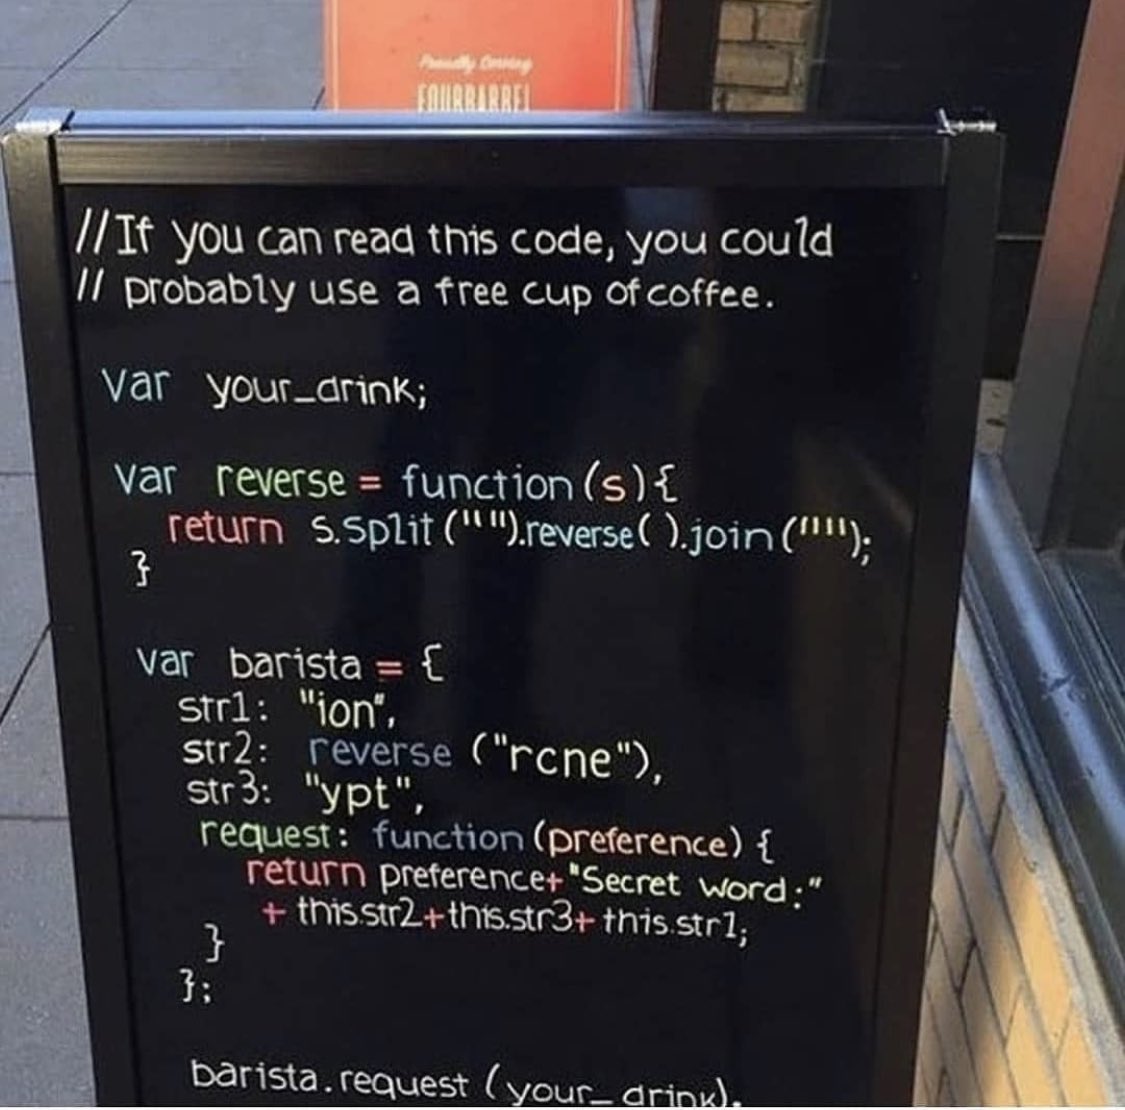 Proudly Serving
FOURBARREL
//If you can read this code, you could
// probably use a free cup of coffee.
var your_drink;
var reverse = function(s){
return s.split("").reverse().join("");
}
var barista = {
str1: "ion",
str2: reverse ("rcne"),
str3: "ypt",
request: function(preference){
return preference+"Secret word:"
+ this.str2+this.str3+this.str1;
}
};
barista.request (your_drink);